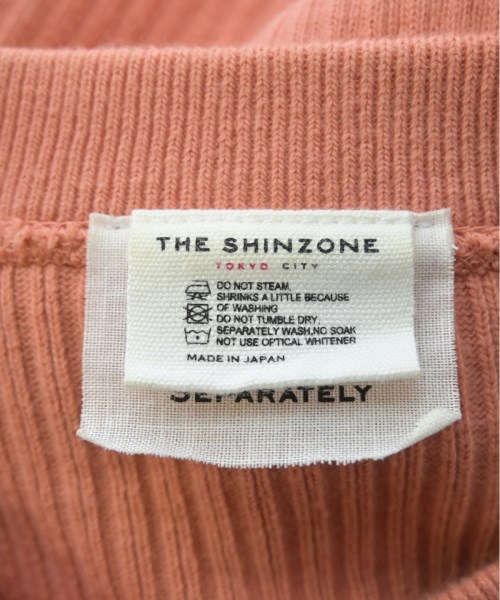 THE SHINZONE
TOKYO CITY
DO NOT STEAM,
SHRINKS A LITTLE BECAUSE
OF WASHING
DO NOT TUMBLE DRY.
SEPARATELY WASH,NO SOAK
NOT USE OPTICAL WHITENER
MADE IN JAPAN
SEPARATELY